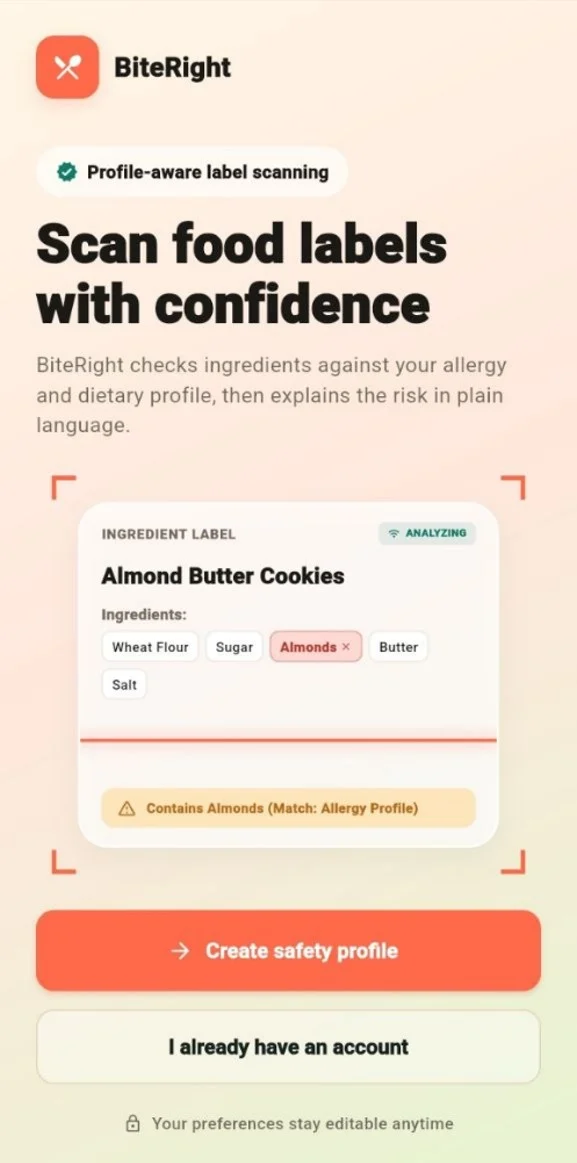 BiteRight
Profile-aware label scanning
Scan food labels
with confidence
BiteRight checks ingredients against your allergy
and dietary profile, then explains the risk in plain
language.
INGREDIENT LABEL
ANALYZING
Almond Butter Cookies
Ingredients:
Wheat Flour Sugar Almonds × Butter
Salt
Contains Almonds (Match: Allergy Profile)
Create safety profile
I already have an account
Your preferences stay editable anytime